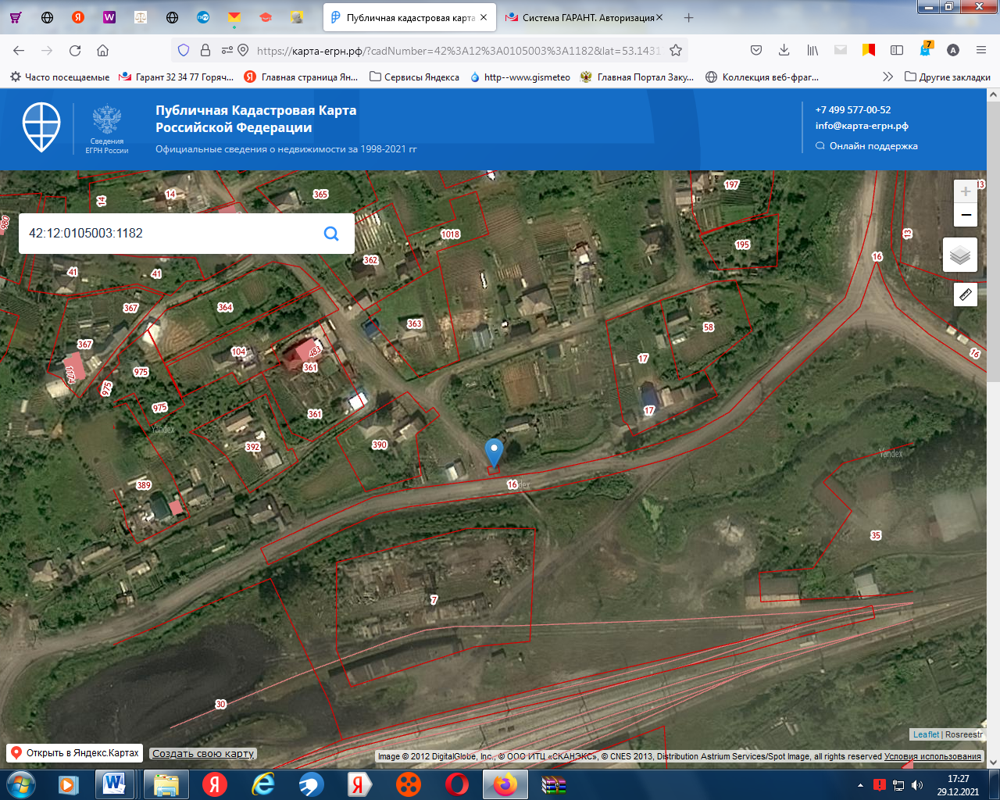 Публичная кадастровая карта
Система ГАРАНТ. Авторизация
https://карта-егрн.рф/?cadNumber=42%3A12%3A0105003%3A1182&lat=53.1431
7
Часто посещаемые
Гарант 32 34 77 Горяч...
Главная страница Ян...
Сервисы Яндекса
http--www.gismeteo
Главная Портал Заку...
Коллекция веб-фраг...
Другие закладки
Сведения
ЕГРН России
Публичная Кадастровая Карта
Российской Федерации
Официальные сведения о недвижимости за 1998-2021 гг
+7 499 577-00-52
info@карта-егрн.рф
Онлайн поддержка
42:12:0105003:1182
14
14
365
197
13
980
1018
13
195
362
16
41
41
367
364
363
58
367
104
483
17
16
1174
975
361
975
975
361
17
Yandex
392
390
Yandex
389
16
35
7
30
+
−
Leaflet | Rosreestr
Открыть в Яндекс.Картах
Создать свою карту
Image © 2012 DigitalGlobe, Inc., © ООО ИТЦ «СКАНЭКС», © CNES 2013, Distribution Astrium Services/Spot Image, all rights reserved Условия использования
17:27
29.12.2021